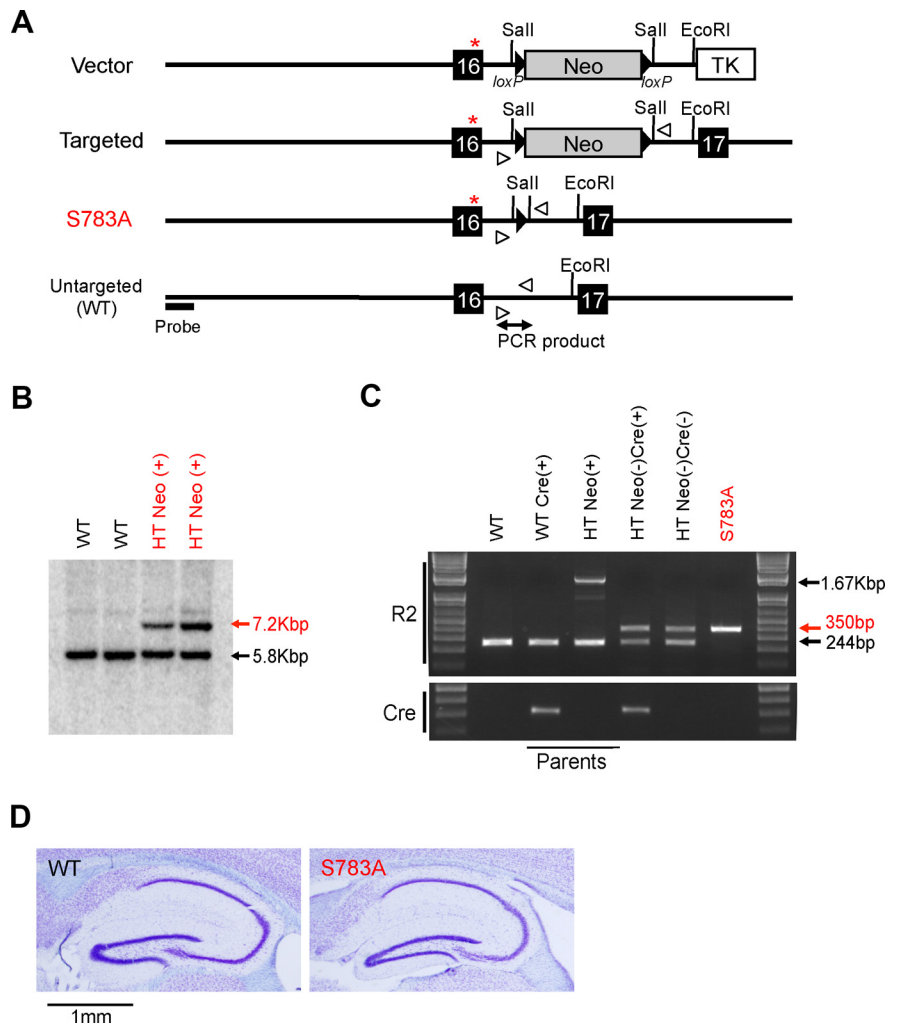 A
Vector
*
16
SalI
loxP
Neo
SalI
loxP
EcoRI
TK
Targeted
*
16
SalI
Neo
SalI
EcoRI
17
S783A
*
16
SalI
EcoRI
17
Untargeted
(WT)
16
EcoRI
17
Probe
PCR product
B
WT
WT
HT Neo (+)
HT Neo (+)
7.2Kbp
5.8Kbp
C
WT
WT Cre(+)
HT Neo(+)
HT Neo(-)Cre(+)
HT Neo(-)Cre(-)
S783A
R2
1.67Kbp
350bp
244bp
Cre
Parents
D
WT
S783A
1mm